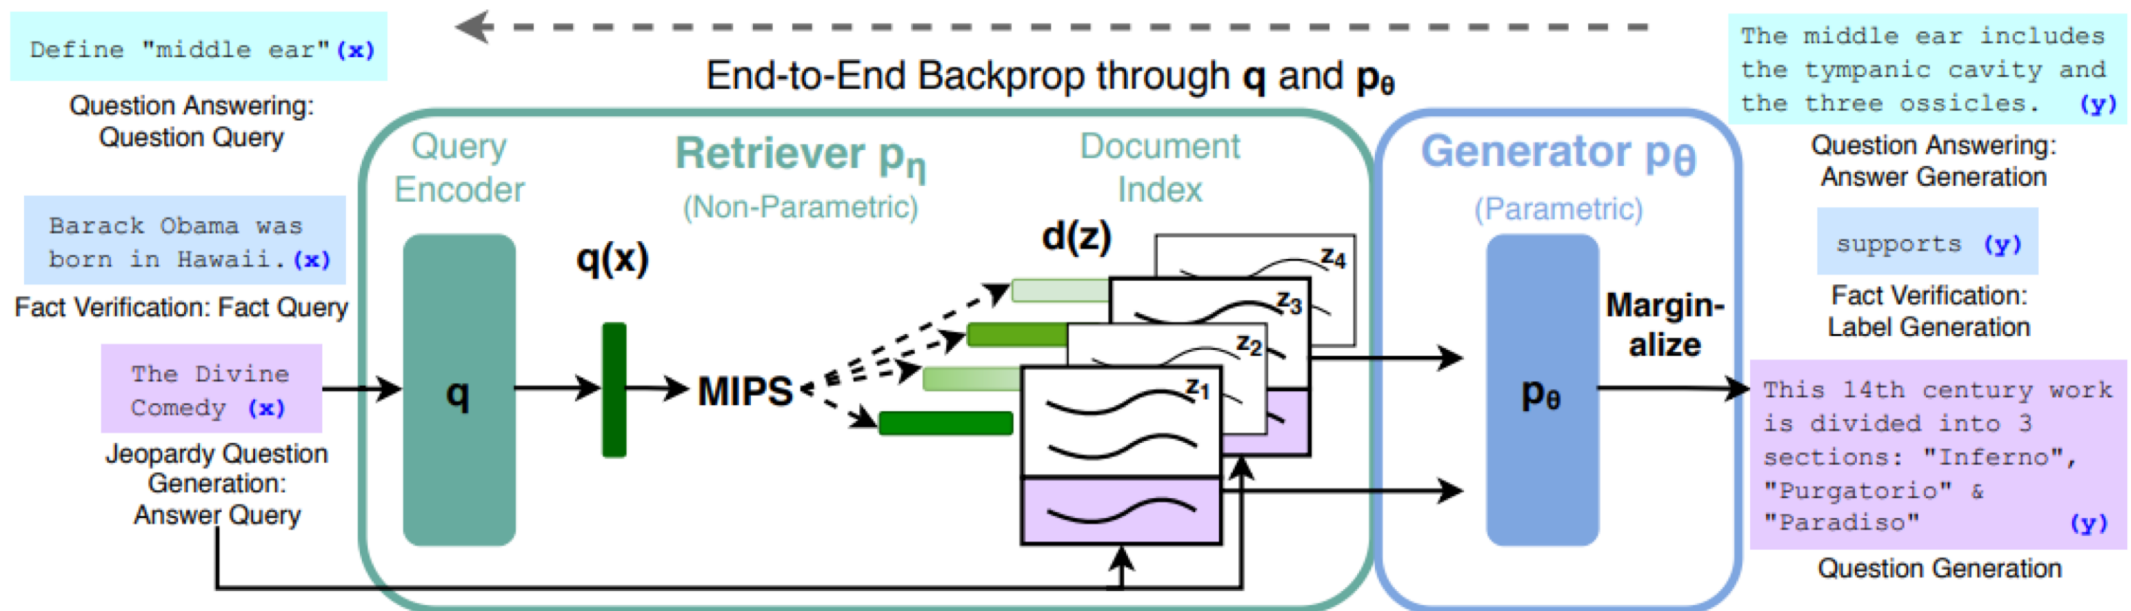 Define "middle ear"(x)
Question Answering:
Question Query
Barack Obama was
born in Hawaii.(x)
Fact Verification: Fact Query
The Divine
Comedy (x)
Jeopardy Question
Generation:
Answer Query
End-to-End Backprop through q and pθ
Query
Encoder
q
Retriever pη
(Non-Parametric)
q(x)
MIPS
Document
Index
d(z)
z4
z3
z2
z1
Generator pθ
(Parametric)
pθ
Margin-
alize
The middle ear includes
the tympanic cavity and
the three ossicles. (y)
Question Answering:
Answer Generation
supports (y)
Fact Verification:
Label Generation
This 14th century work
is divided into 3
sections: "Inferno",
"Purgatorio" &
"Paradiso" (y)
Question Generation